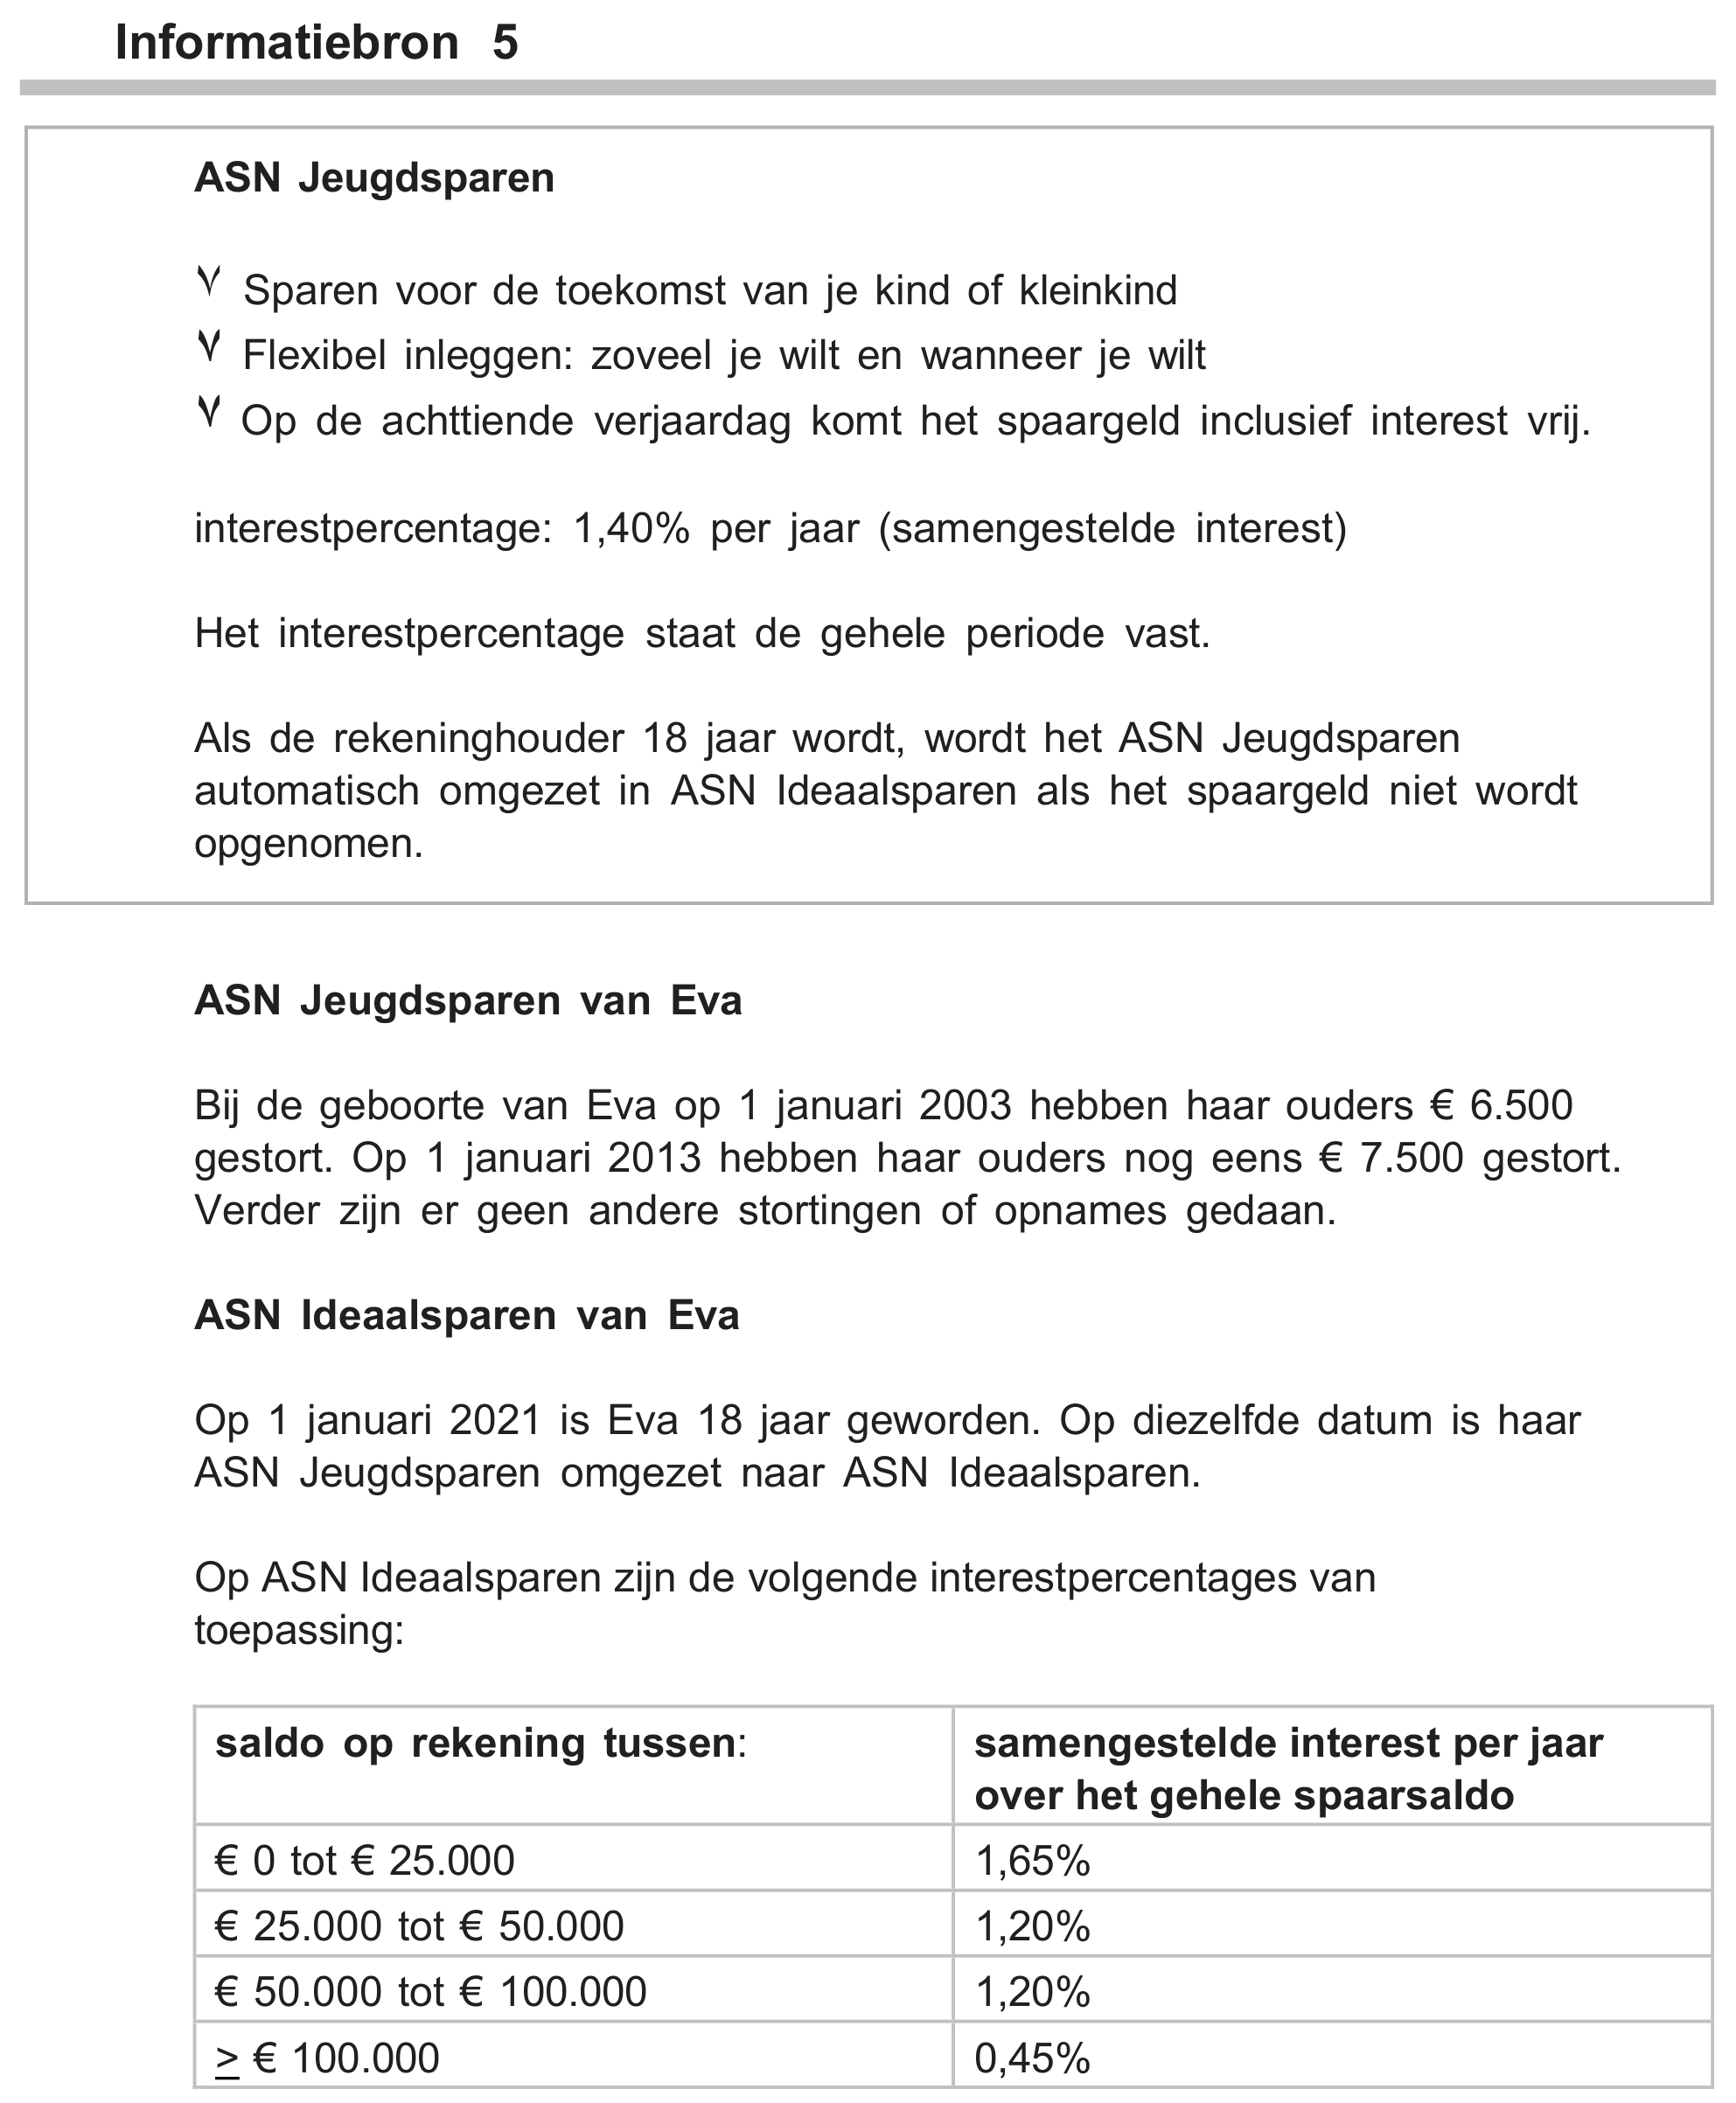 Informatiebron 5
ASN Jeugdsparen
Sparen voor de toekomst van je kind of kleinkind
Flexibel inleggen: zoveel je wilt en wanneer je wilt
Op de achttiende verjaardag komt het spaargeld inclusief interest vrij.
interestpercentage: 1,40% per jaar (samengestelde interest)
Het interestpercentage staat de gehele periode vast.
Als de rekeninghouder 18 jaar wordt, wordt het ASN Jeugdsparen
automatisch omgezet in ASN Ideaalsparen als het spaargeld niet wordt
opgenomen.
ASN Jeugdsparen van Eva
Bij de geboorte van Eva op 1 januari 2003 hebben haar ouders € 6.500
gestort. Op 1 januari 2013 hebben haar ouders nog eens € 7.500 gestort.
Verder zijn er geen andere stortingen of opnames gedaan.
ASN Ideaalsparen van Eva
Op 1 januari 2021 is Eva 18 jaar geworden. Op diezelfde datum is haar
ASN Jeugdsparen omgezet naar ASN Ideaalsparen.
Op ASN Ideaalsparen zijn de volgende interestpercentages van
toepassing:
saldo op rekening tussen: samengestelde interest per jaar
over het gehele spaarsaldo
€ 0 tot € 25.000 1,65%
€ 25.000 tot € 50.000 1,20%
€ 50.000 tot € 100.000 1,20%
≥ € 100.000 0,45%